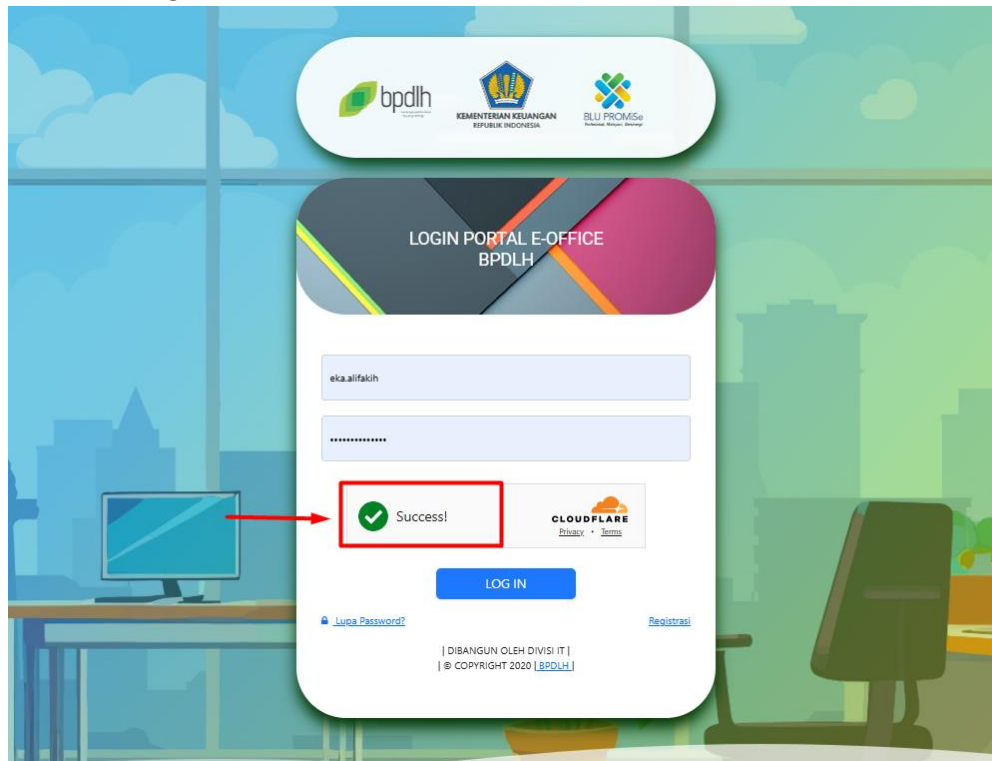 bpdlh
KEMENTERIAN KEUANGAN
REPUBLIK INDONESIA
BLU PROMISe
LOGIN PORTAL E-OFFICE
BPDLH
eka.alifakih
••••••••••••••
Success!
CLOUDFLARE
Privacy • Terms
LOG IN
Lupa Password?
Registrasi
| DIBANGUN OLEH DIVISI IT |
| © COPYRIGHT 2020 | BPDLH |